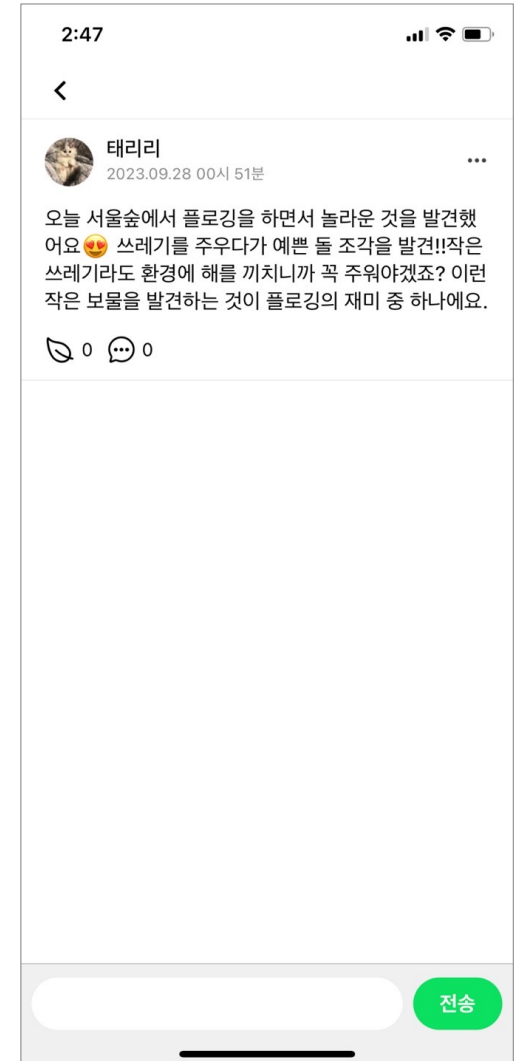 2:47
태리리
2023.09.28 00시 51분
오늘 서울숲에서 플로깅을 하면서 놀라운 것을 발견했
어요😍 쓰레기를 주우다가 예쁜 돌 조각을 발견!!작은
쓰레기라도 환경에 해를 끼치니까 꼭 주워야겠죠? 이런
작은 보물을 발견하는 것이 플로깅의 재미 중 하나에요.
0 0
전송